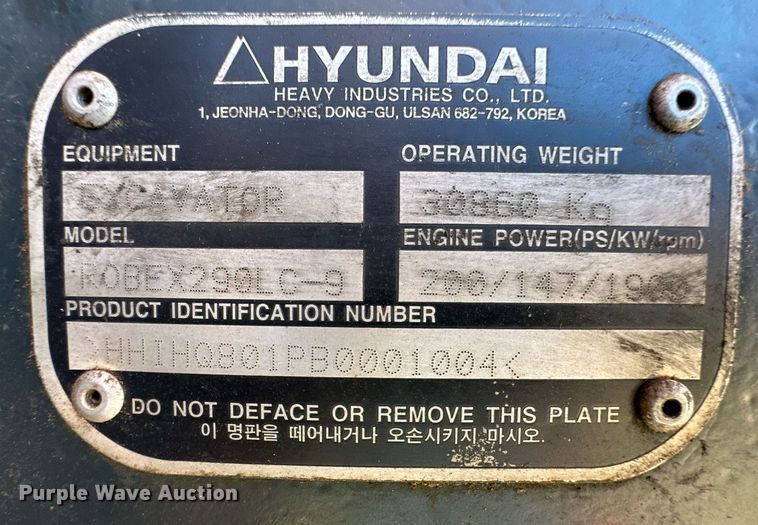 HYUNDAI
HEAVY INDUSTRIES CO., LTD.
1, JEONHA-DONG, DONG-GU, ULSAN 682-792, KOREA
EQUIPMENT OPERATING WEIGHT
EXCAVATOR 30860 Kg
MODEL ENGINE POWER(PS/KW/rpm)
ROBEX290LC-9 200/147/
PRODUCT IDENTIFICATION NUMBER
>HHIHQ801PB0001004<
DO NOT DEFACE OR REMOVE THIS PLATE
이 명판을 떼어내거나 오손시키지 마시오.
Purple Wave Auction